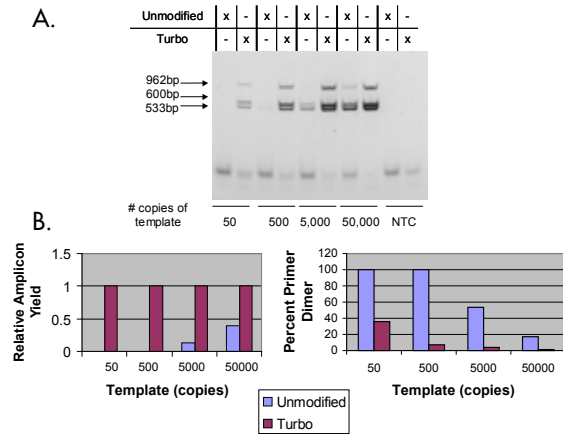 A.
Unmodified x - x - x - x - x -
Turbo - x - x - x - x - x
962bp
600bp
533bp
# copies of
template
50 500 5,000 50,000 NTC
B.
Relative Amplicon
Yield
1.5
1
0.5
0
50 500 5000 50000
Template (copies)
Percent Primer
Dimer
120
100
80
60
40
20
0
50 500 5000 50000
Template (copies)
Unmodified
Turbo